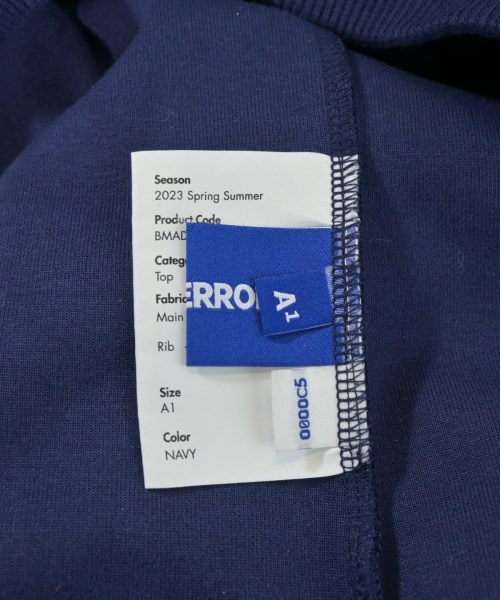 Season
2023 Spring Summer
Product Code
BMAD
Categ
Top
Fabric
Main
Rib -
ERRO
A1
0000C5
Size
A1
Color
NAVY